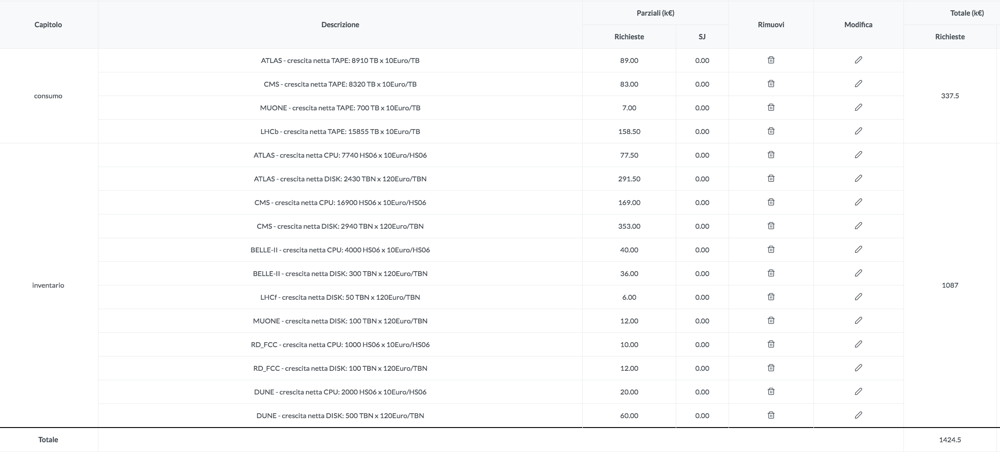 Capitolo Descrizione Parziali (k€) Rimuovi Modifica Totale (k€)
Richieste SJ Richieste
consumo
ATLAS - crescita netta TAPE: 8910 TB x 10Euro/TB 89.00 0.00
CMS - crescita netta TAPE: 8320 TB x 10Euro/TB 83.00 0.00
MUONE - crescita netta TAPE: 700 TB x 10Euro/TB 7.00 0.00
LHCb - crescita netta TAPE: 15855 TB x 10Euro/TB 158.50 0.00
337.5
inventario
ATLAS - crescita netta CPU: 7740 HS06 x 10Euro/HS06 77.50 0.00
ATLAS - crescita netta DISK: 2430 TBN x 120Euro/TBN 291.50 0.00
CMS - crescita netta CPU: 16900 HS06 x 10Euro/HS06 169.00 0.00
CMS - crescita netta DISK: 2940 TBN x 120Euro/TBN 353.00 0.00
BELLE-II - crescita netta CPU: 4000 HS06 x 10Euro/HS06 40.00 0.00
BELLE-II - crescita netta DISK: 300 TBN x 120Euro/TBN 36.00 0.00
LHCf - crescita netta DISK: 50 TBN x 120Euro/TBN 6.00 0.00
MUONE - crescita netta DISK: 100 TBN x 120Euro/TBN 12.00 0.00
RD_FCC - crescita netta CPU: 1000 HS06 x 10Euro/HS06 10.00 0.00
RD_FCC - crescita netta DISK: 100 TBN x 120Euro/TBN 12.00 0.00
DUNE - crescita netta CPU: 2000 HS06 x 10Euro/HS06 20.00 0.00
DUNE - crescita netta DISK: 500 TBN x 120Euro/TBN 60.00 0.00
1087
Totale 1424.5